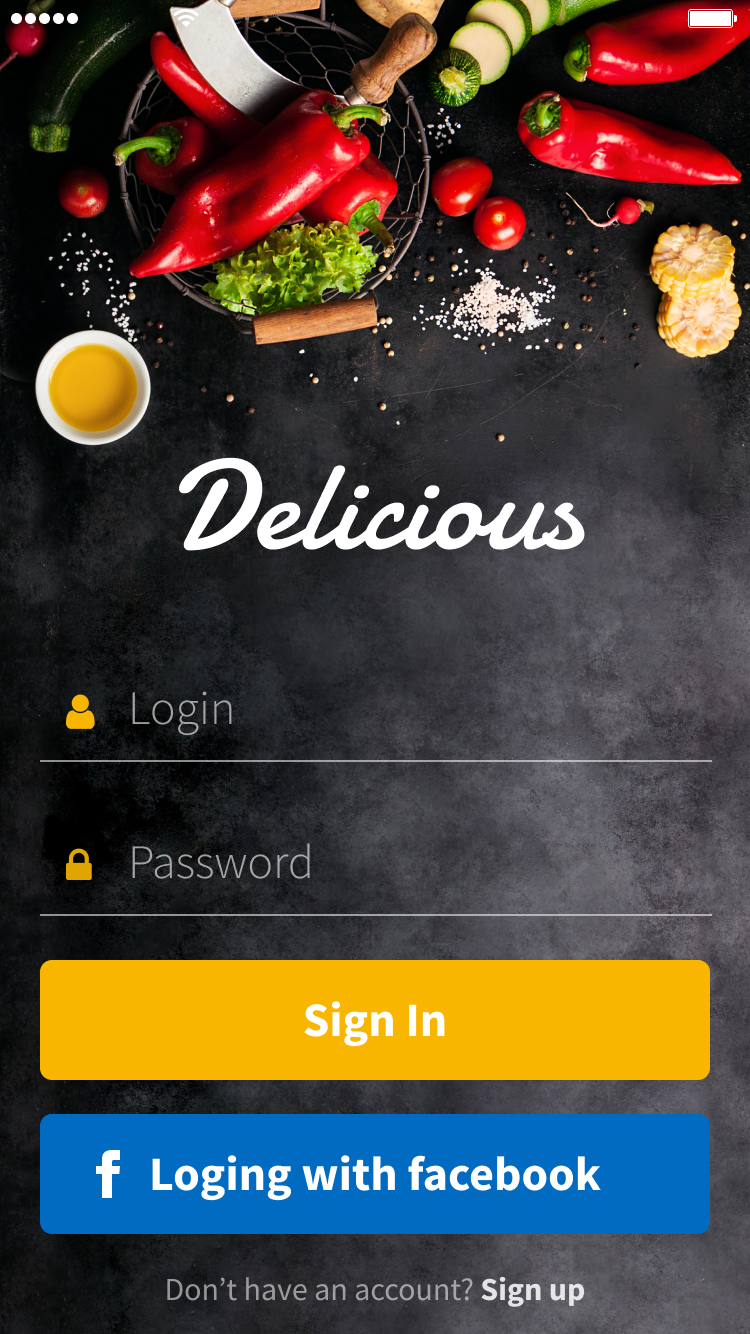 Delicious
Login
Password
Sign In
f Loging with facebook
Don’t have an account? Sign up